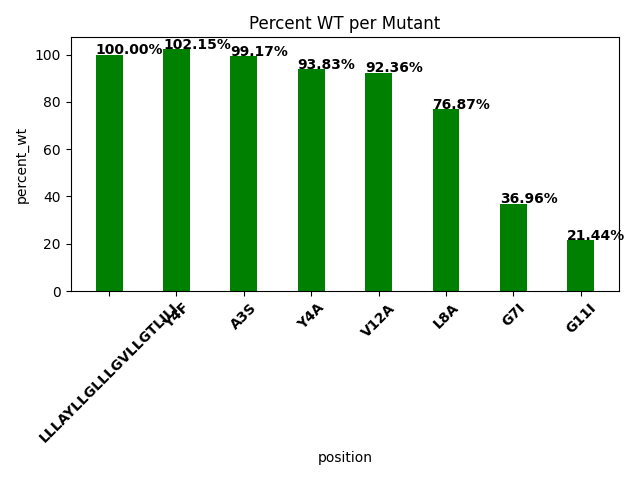 Percent WT per Mutant
percent_wt
100
80
60
40
20
0
100.00%
102.15%
99.17%
93.83%
92.36%
76.87%
36.96%
21.44%
Y4F
A3S
Y4A
V12A
L8A
G7I
G11I
position